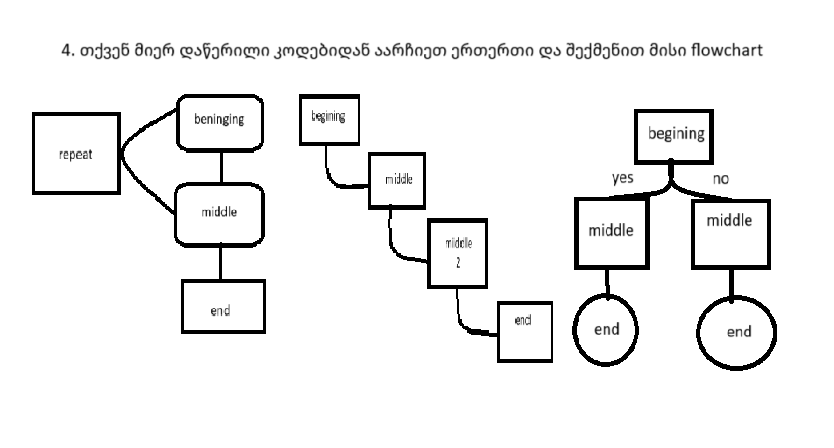 4. თქვენ მიერ დაწერილი კოდებიდან აარჩიეთ ერთერთი და შექმენით მისი flowchart
repeat
beninging
middle
end
begining
middle
middle
2
end
begining
yes no
middle middle
end end